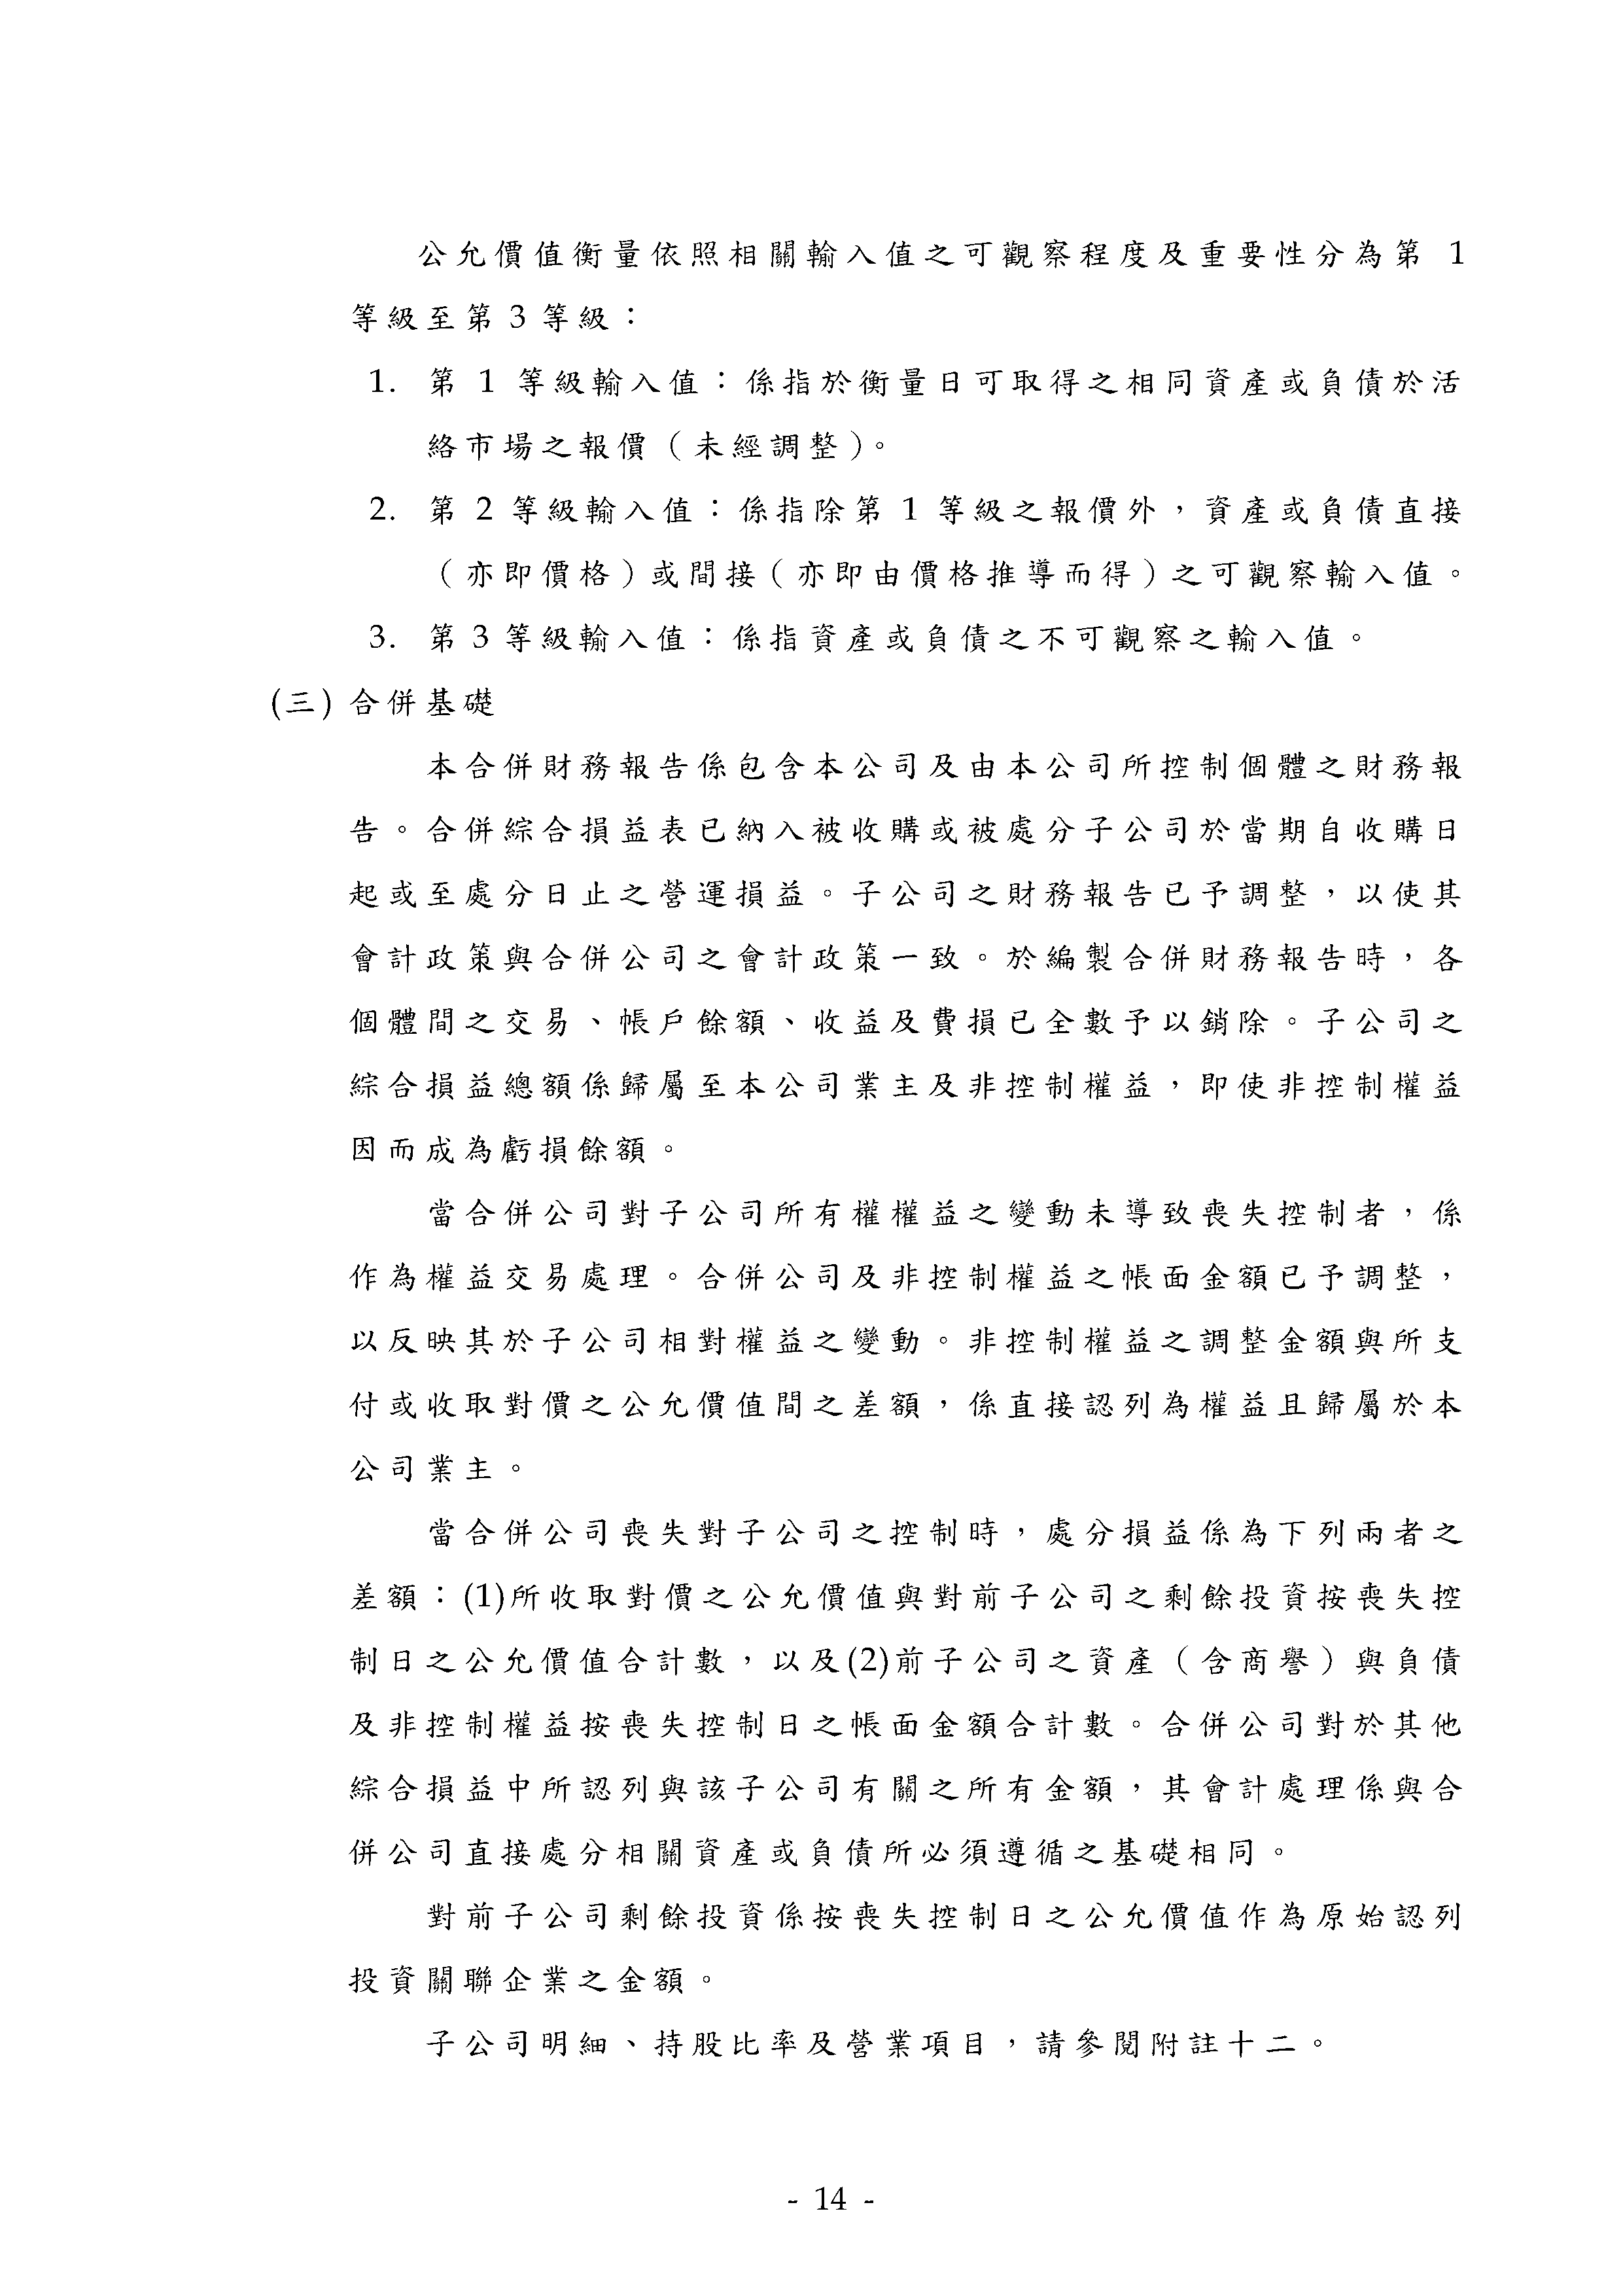 公允價值衡量依照相關輸入值之可觀察程度及重要性分為第 1
等級至第 3 等級：
1. 第 1 等級輸入值：係指於衡量日可取得之相同資產或負債於活
絡市場之報價（未經調整）。
2. 第 2 等級輸入值：係指除第 1 等級之報價外，資產或負債直接
（亦即價格）或間接（亦即由價格推導而得）之可觀察輸入值。
3. 第 3 等級輸入值：係指資產或負債之不可觀察之輸入值。
(三) 合併基礎
本合併財務報告係包含本公司及由本公司所控制個體之財務報
告。合併綜合損益表已納入被收購或被處分子公司於當期自收購日
起或至處分日止之營運損益。子公司之財務報告已予調整，以使其
會計政策與合併公司之會計政策一致。於編製合併財務報告時，各
個體間之交易、帳戶餘額、收益及費損已全數予以銷除。子公司之
綜合損益總額係歸屬至本公司業主及非控制權益，即使非控制權益
因而成為虧損餘額。
當合併公司對子公司所有權權益之變動未導致喪失控制者，係
作為權益交易處理。合併公司及非控制權益之帳面金額已予調整，
以反映其於子公司相對權益之變動。非控制權益之調整金額與所支
付或收取對價之公允價值間之差額，係直接認列為權益且歸屬於本
公司業主。
當合併公司喪失對子公司之控制時，處分損益係為下列兩者之
差額：(1)所收取對價之公允價值與對前子公司之剩餘投資按喪失控
制日之公允價值合計數，以及(2)前子公司之資產（含商譽）與負債
及非控制權益按喪失控制日之帳面金額合計數。合併公司對於其他
綜合損益中所認列與該子公司有關之所有金額，其會計處理係與合
併公司直接處分相關資產或負債所必須遵循之基礎相同。
對前子公司剩餘投資係按喪失控制日之公允價值作為原始認列
投資關聯企業之金額。
子公司明細、持股比率及營業項目，請參閱附註十二。
- 14 -